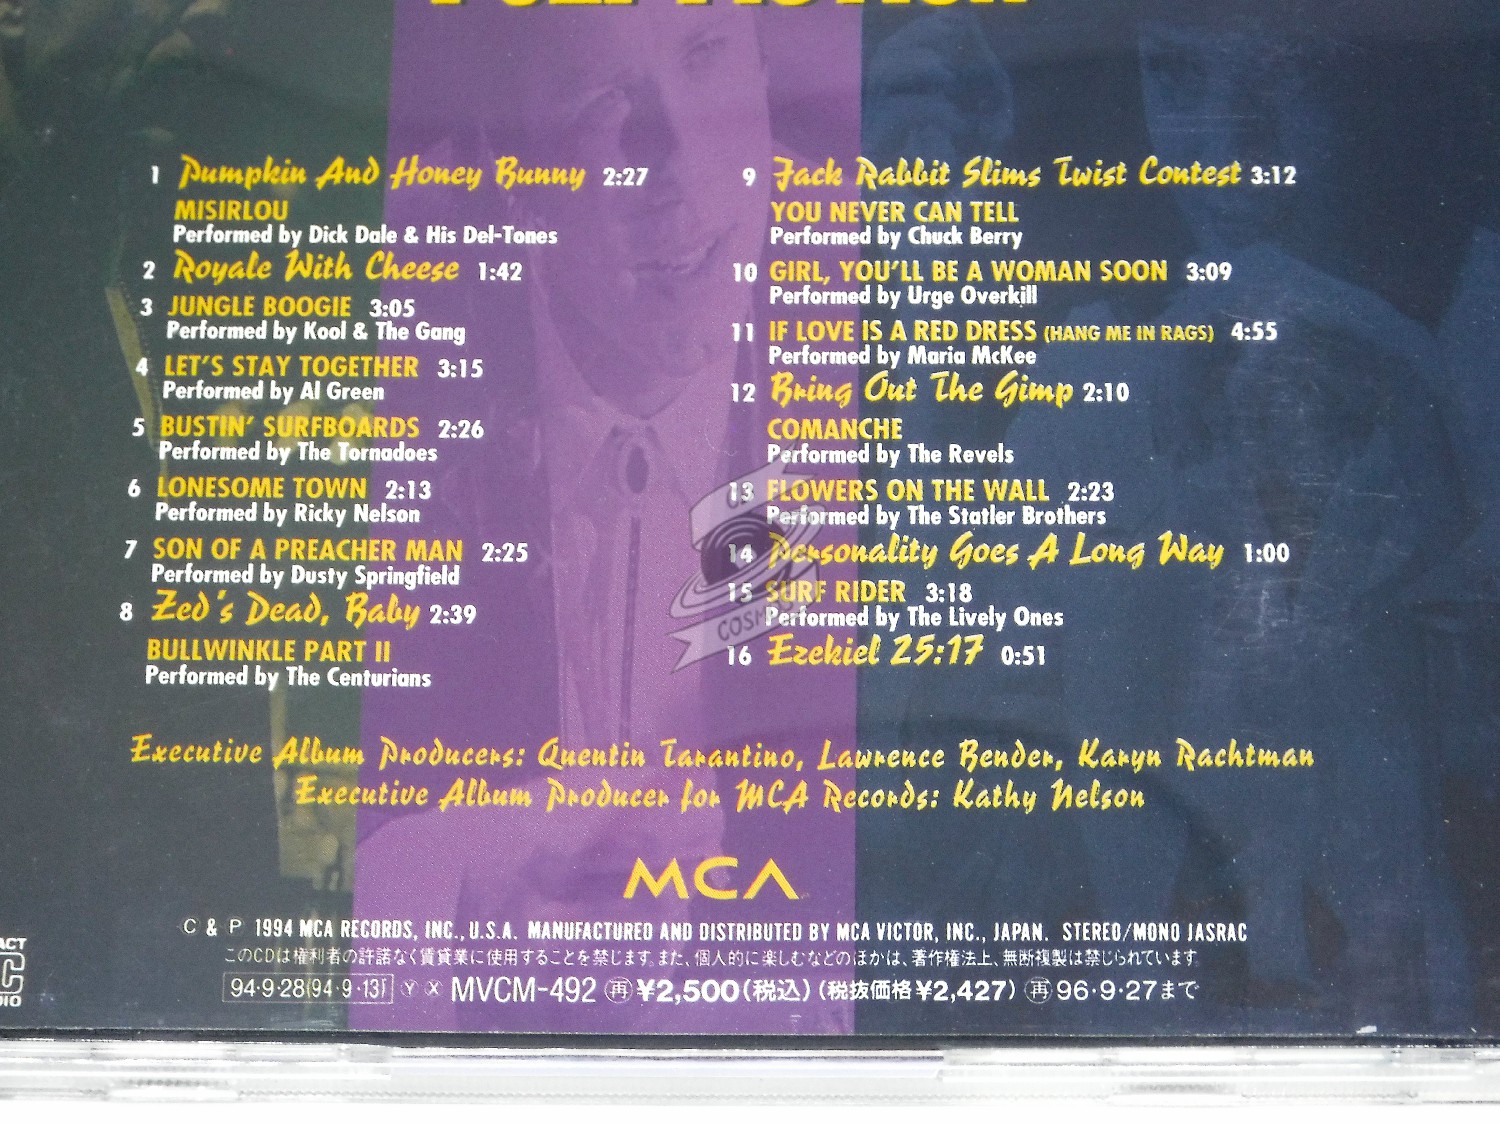 PULP FICTION
1 Pumpkin And Honey Bunny 2:27
MISIRLOU
Performed by Dick Dale & His Del-Tones
2 Royale With Cheese 1:42
3 JUNGLE BOOGIE 3:05
Performed by Kool & The Gang
4 LET'S STAY TOGETHER 3:15
Performed by Al Green
5 BUSTIN' SURFBOARDS 2:26
Performed by The Tornadoes
6 LONESOME TOWN 2:13
Performed by Ricky Nelson
7 SON OF A PREACHER MAN 2:25
Performed by Dusty Springfield
8 Zed's Dead, Baby 2:39
BULLWINKLE PART II
Performed by The Centurians
9 Jack Rabbit Slims Twist Contest 3:12
YOU NEVER CAN TELL
Performed by Chuck Berry
10 GIRL, YOU'LL BE A WOMAN SOON 3:09
Performed by Urge Overkill
11 IF LOVE IS A RED DRESS (HANG ME IN RAGS) 4:55
Performed by Maria McKee
12 Bring Out The Gimp 2:10
COMANCHE
Performed by The Revels
13 FLOWERS ON THE WALL 2:23
Performed by The Statler Brothers
14 Personality Goes A Long Way 1:00
15 SURF RIDER 3:18
Performed by The Lively Ones
16 Ezekiel 25:17 0:51
Executive Album Producers: Quentin Tarantino, Lawrence Bender, Karyn Rachtman
Executive Album Producer for MCA Records: Kathy Nelson
MCA
C & P 1994 MCA RECORDS, INC., U.S.A. MANUFACTURED AND DISTRIBUTED BY MCA VICTOR, INC., JAPAN. STEREO/MONO JASRAC
このCDは権利者の許諾なく賃貸業に使用することを禁じます。また、個人的に楽しむなどのほかは、著作権法上、無断複製は禁じられています
94・9・28(94・9・13) Y X MVCM-492 再 ¥2,500(税込) (税抜価格¥2,427) 再 96・9・27まで